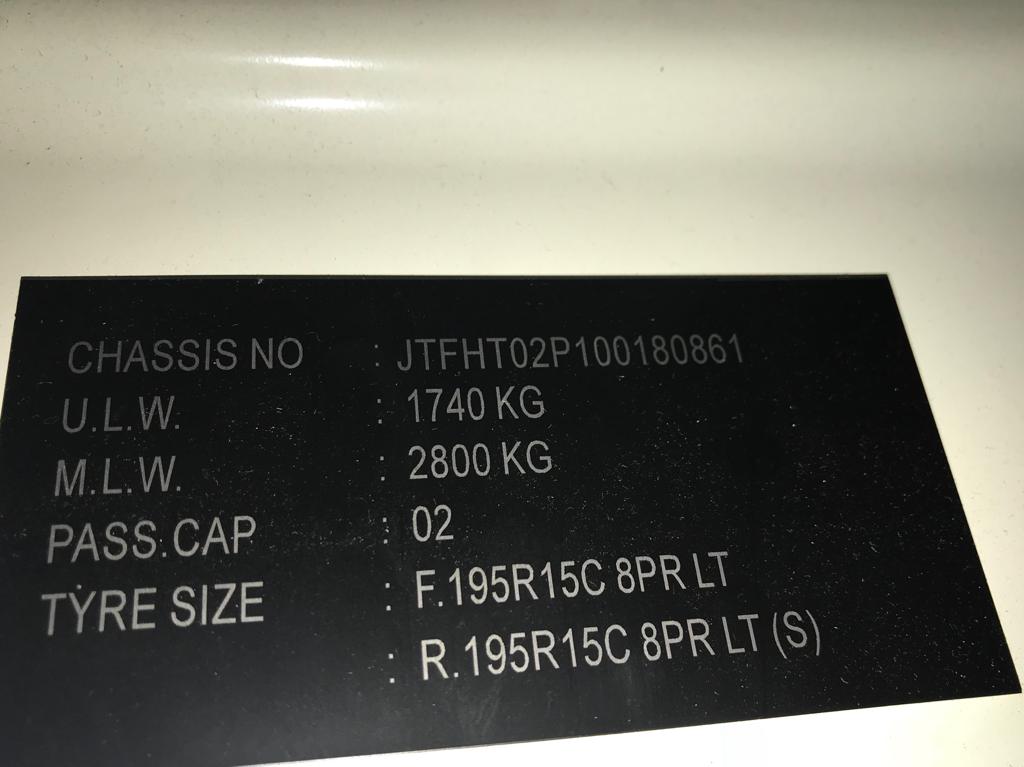 CHASSIS NO : JTFHT02P100180861
U.L.W. : 1740 KG
M.L.W. : 2800 KG
PASS.CAP : 02
TYRE SIZE : F.195R15C 8PR LT
: R.195R15C 8PR LT (S)